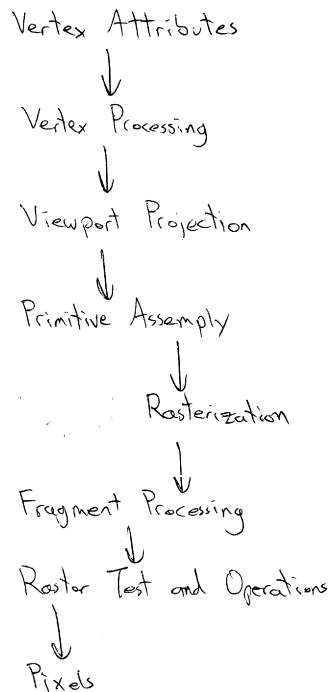 Vertex Attributes
Vertex Processing
Viewport Projection
Primitive Assemply
Rasterization
Fragment Processing
Raster Test and Operations
Pixels